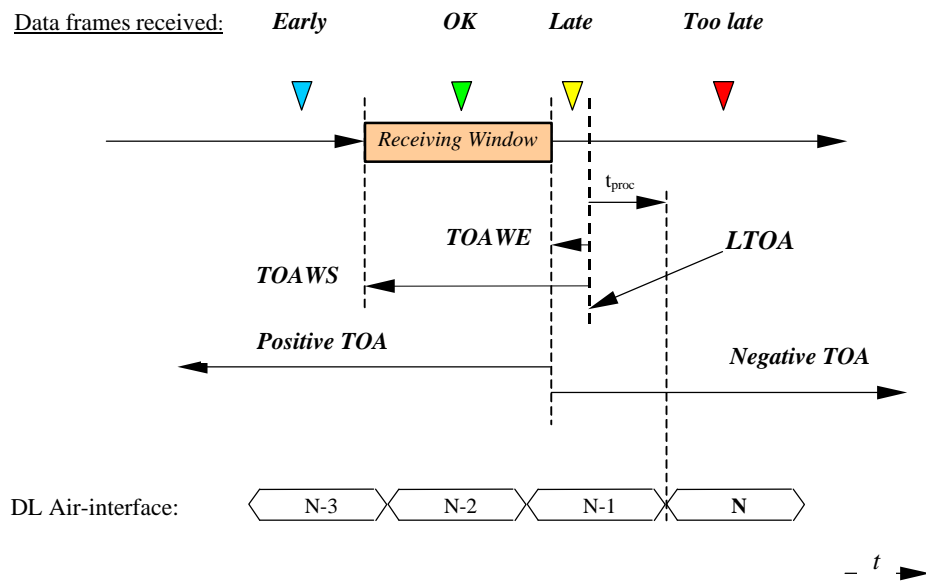 Data frames received: Early OK Late Too late
Receiving Window
tproc
TOAWE
LTOA
TOAWS
Positive TOA
Negative TOA
DL Air-interface: N-3 N-2 N-1 N
t